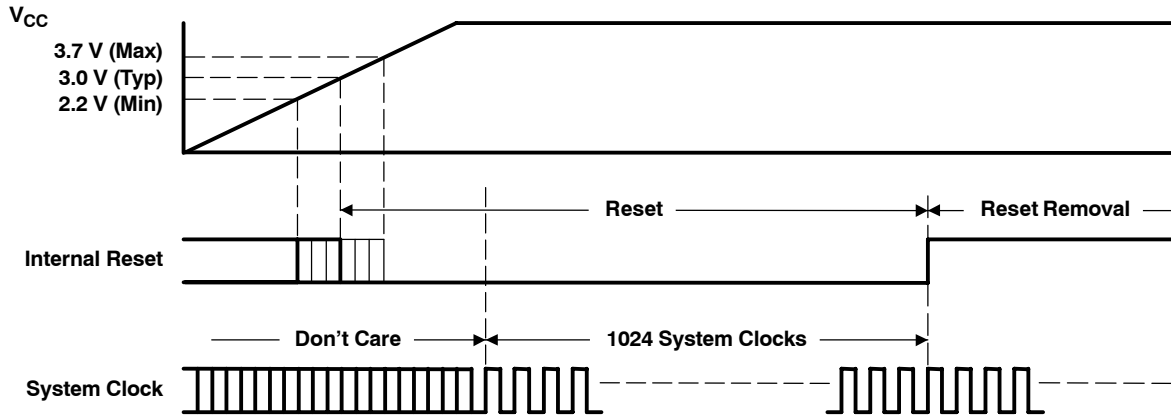 VCC
3.7 V (Max)
3.0 V (Typ)
2.2 V (Min)
Reset
Reset Removal
Internal Reset
Don’t Care
1024 System Clocks
System Clock